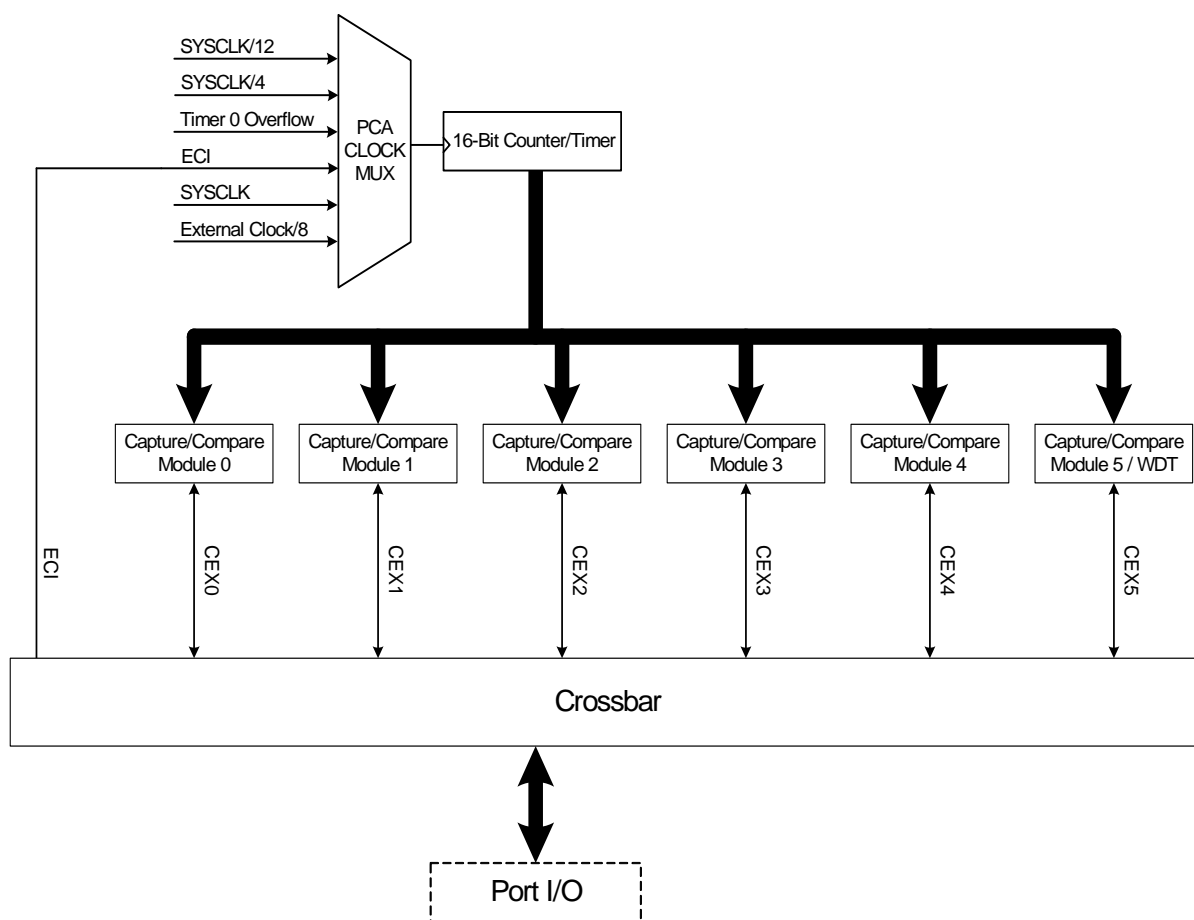 SYSCLK/12
SYSCLK/4
Timer 0 Overflow
ECI
SYSCLK
External Clock/8
PCA
CLOCK
MUX
16-Bit Counter/Timer
Capture/Compare
Module 0
Capture/Compare
Module 1
Capture/Compare
Module 2
Capture/Compare
Module 3
Capture/Compare
Module 4
Capture/Compare
Module 5 / WDT
ECI
CEX0
CEX1
CEX2
CEX3
CEX4
CEX5
Crossbar
Port I/O